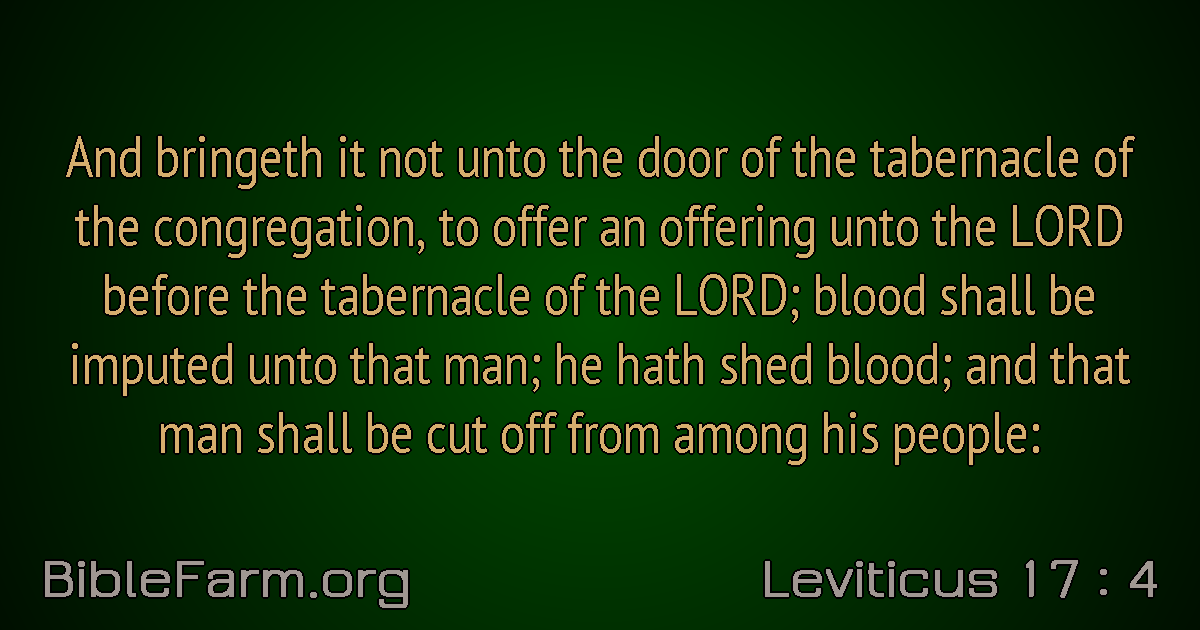 And bringeth it not unto the door of the tabernacle of
the congregation, to offer an offering unto the LORD
before the tabernacle of the LORD; blood shall be
imputed unto that man; he hath shed blood; and that
man shall be cut off from among his people:
BibleFarm.org
Leviticus 17 : 4